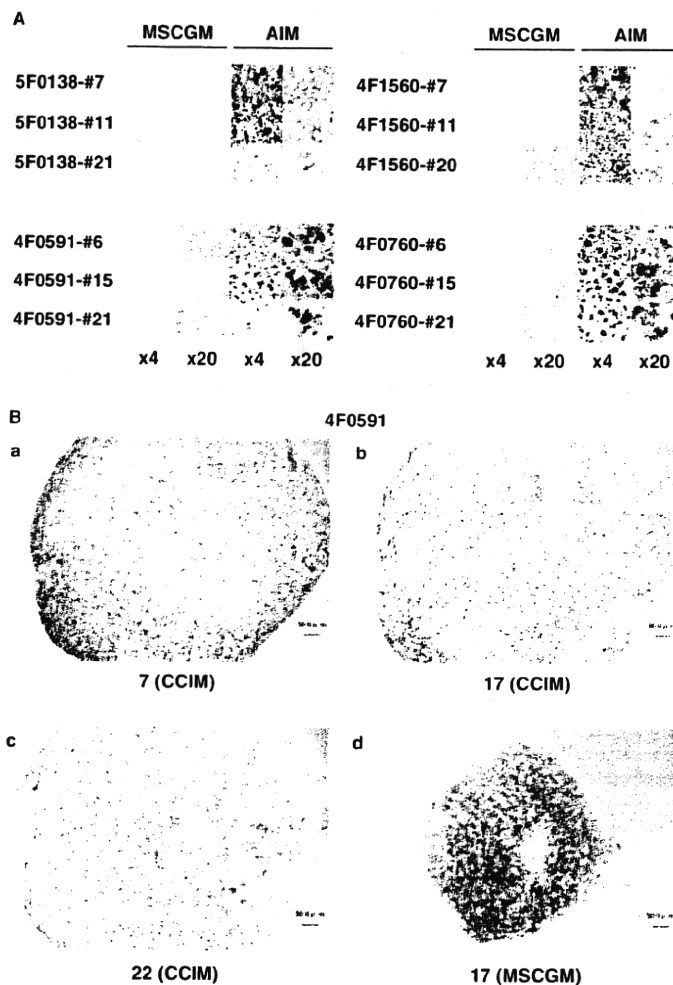 A
MSCGM AIM MSCGM AIM
5F0138-#7 4F1560-#7
5F0138-#11 4F1560-#11
5F0138-#21 4F1560-#20
4F0591-#6 4F0760-#6
4F0591-#15 4F0760-#15
4F0591-#21 4F0760-#21
x4 x20 x4 x20 x4 x20 x4 x20
B 4F0591
a b
7 (CCIM) 17 (CCIM)
c d
22 (CCIM) 17 (MSCGM)